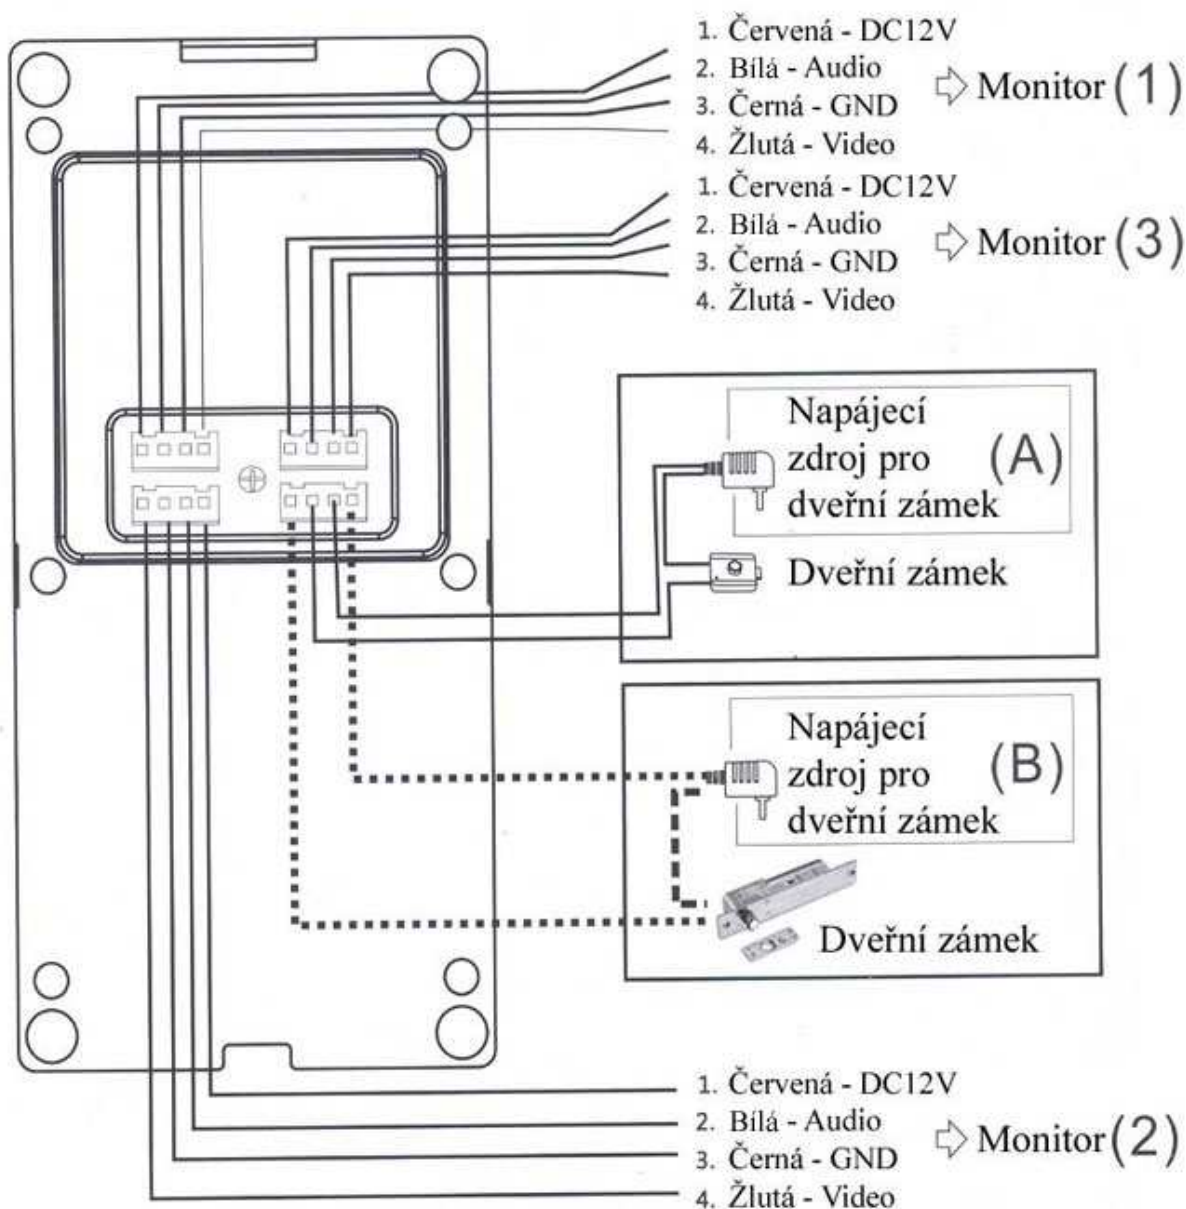 1. Červená - DC12V
2. Bílá - Audio
3. Černá - GND
4. Žlutá - Video
⇨ Monitor (1)
1. Červená - DC12V
2. Bílá - Audio
3. Černá - GND
4. Žlutá - Video
⇨ Monitor (3)
Napájecí
zdroj pro
dveřní zámek
(A)
Dveřní zámek
Napájecí
zdroj pro
dveřní zámek
(B)
Dveřní zámek
1. Červená - DC12V
2. Bílá - Audio
3. Černá - GND
4. Žlutá - Video
⇨ Monitor (2)